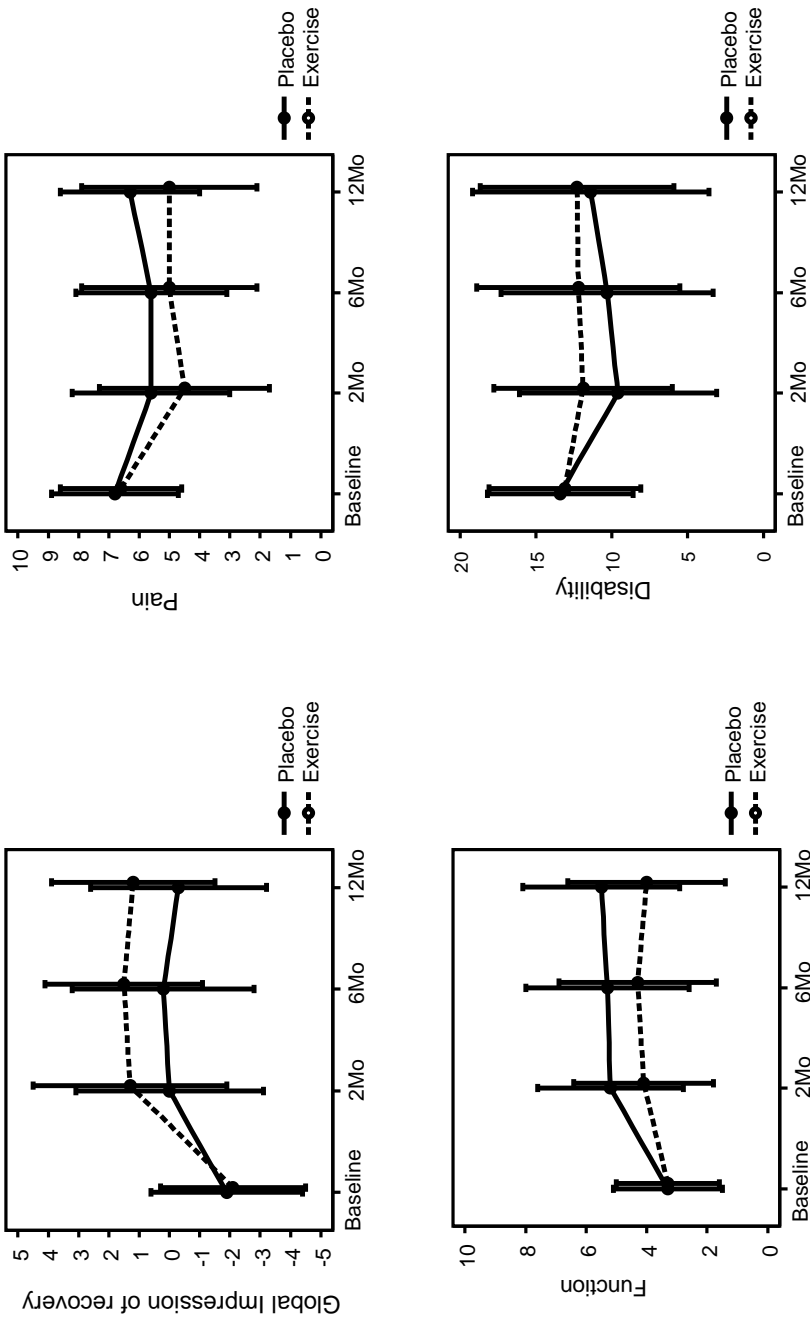 Global Impression of recovery
5
4
3
2
1
0
-1
-2
-3
-4
-5
Baseline
2Mo
6Mo
12Mo
Placebo
Exercise
Pain
10
9
8
7
6
5
4
3
2
1
0
Baseline
2Mo
6Mo
12Mo
Placebo
Exercise
Function
10
8
6
4
2
0
Baseline
2Mo
6Mo
12Mo
Placebo
Exercise
Disability
20
15
10
5
0
Baseline
2Mo
6Mo
12Mo
Placebo
Exercise